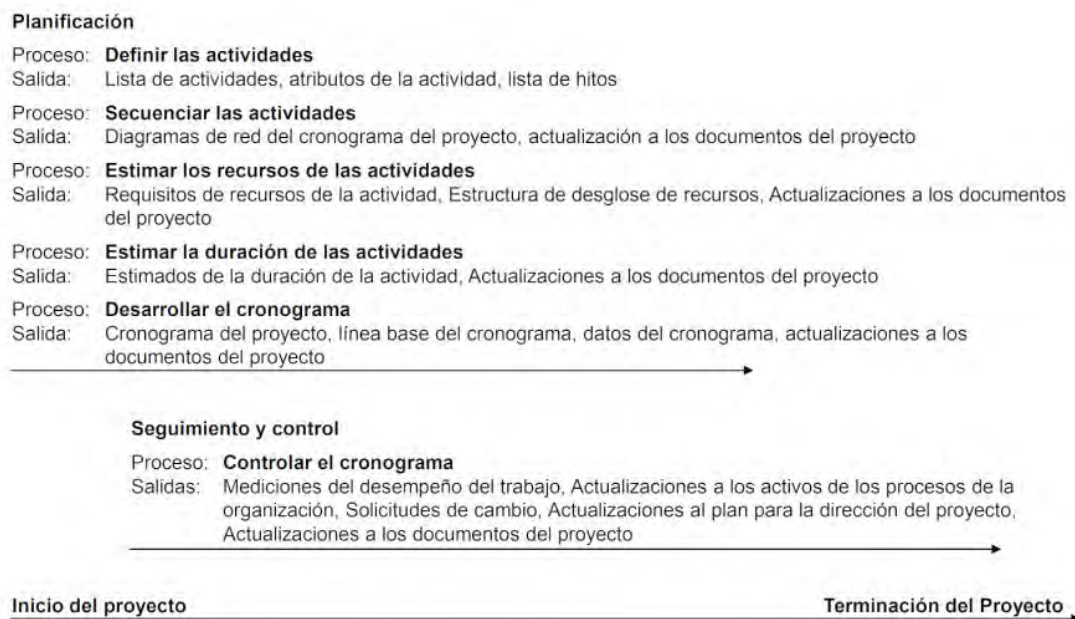 Planificación
Proceso: Definir las actividades
Salida: Lista de actividades, atributos de la actividad, lista de hitos
Proceso: Secuenciar las actividades
Salida: Diagramas de red del cronograma del proyecto, actualización a los documentos del proyecto
Proceso: Estimar los recursos de las actividades
Salida: Requisitos de recursos de la actividad, Estructura de desglose de recursos, Actualizaciones a los documentos
del proyecto
Proceso: Estimar la duración de las actividades
Salida: Estimados de la duración de la actividad, Actualizaciones a los documentos del proyecto
Proceso: Desarrollar el cronograma
Salida: Cronograma del proyecto, línea base del cronograma, datos del cronograma, actualizaciones a los
documentos del proyecto
Seguimiento y control
Proceso: Controlar el cronograma
Salidas: Mediciones del desempeño del trabajo, Actualizaciones a los activos de los procesos de la
organización, Solicitudes de cambio, Actualizaciones al plan para la dirección del proyecto,
Actualizaciones a los documentos del proyecto
Inicio del proyecto Terminación del Proyecto